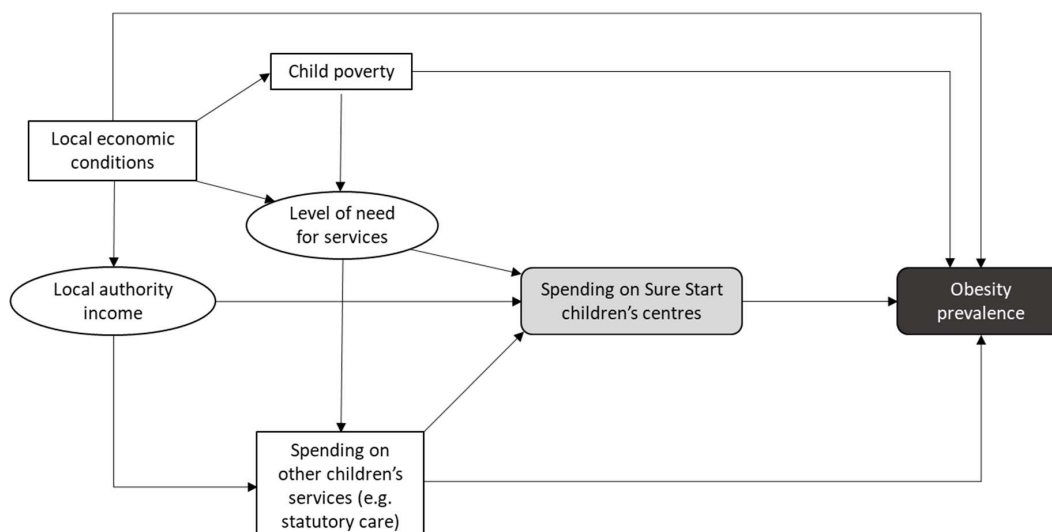 Child poverty
Local economic
conditions
Level of need
for services
Local authority
income
Spending on Sure Start
children's centres
Obesity
prevalence
Spending on
other children's
services (e.g.
statutory care)